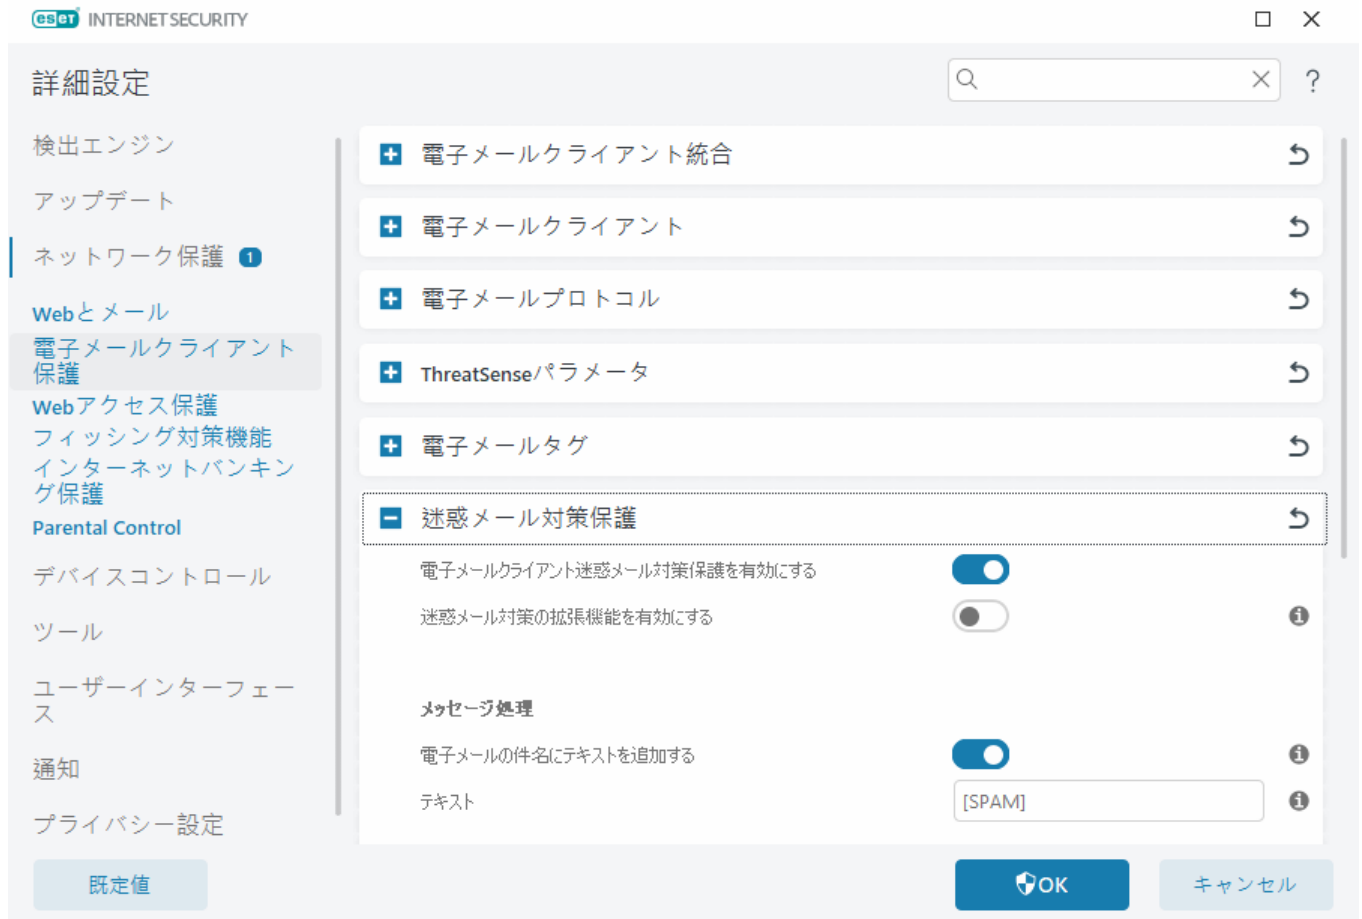 eset INTERNET SECURITY
詳細設定
?
検出エンジン
アップデート
ネットワーク保護 1
Webとメール
電子メールクライアント
保護
Webアクセス保護
フィッシング対策機能
インターネットバンキン
グ保護
Parental Control
デバイスコントロール
ツール
ユーザーインターフェー
ス
通知
プライバシー設定
電子メールクライアント統合
電子メールクライアント
電子メールプロトコル
ThreatSenseパラメータ
電子メールタグ
迷惑メール対策保護
電子メールクライアント迷惑メール対策保護を有効にする
迷惑メール対策の拡張機能を有効にする
メッセージ処理
電子メールの件名にテキストを追加する
テキスト
[SPAM]
既定値
OK
キャンセル